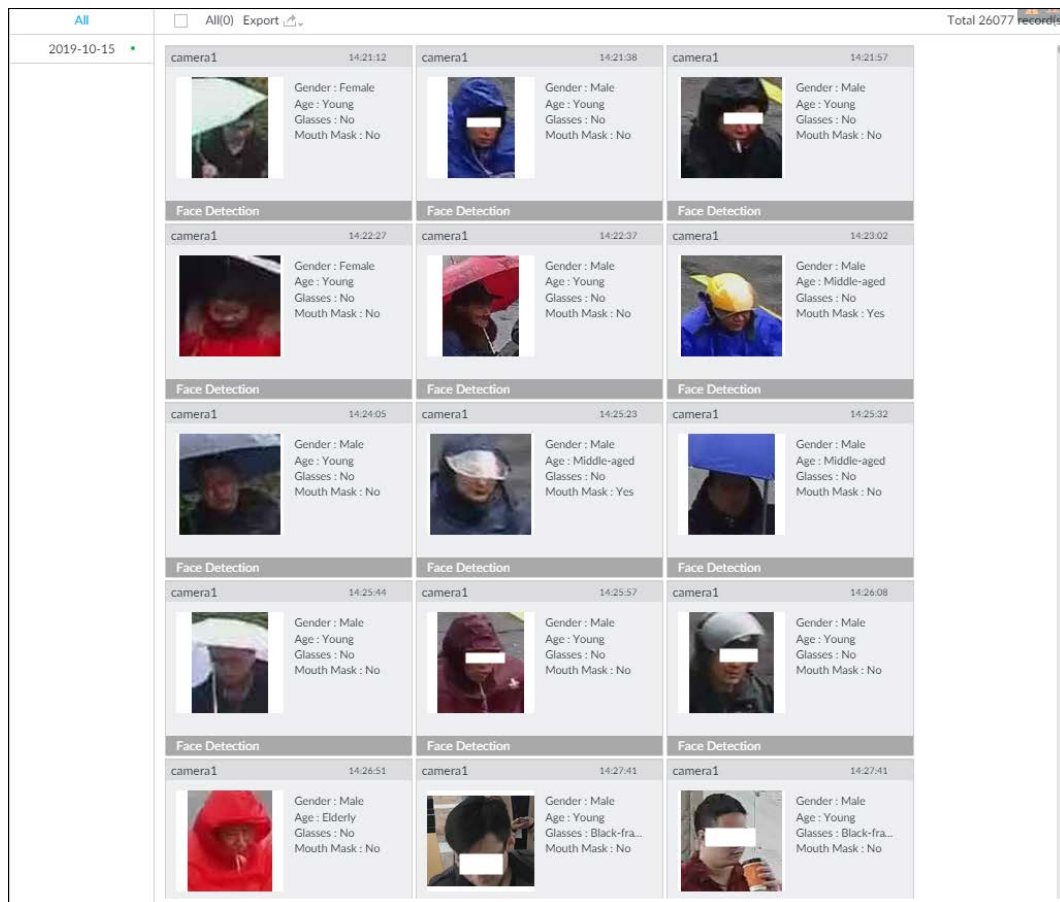 All
All(0) Export
Total 26077 record(s
2019-10-15
camera1 14:21:12
Gender : Female
Age : Young
Glasses : No
Mouth Mask : No
Face Detection
camera1 14:21:38
Gender : Male
Age : Young
Glasses : No
Mouth Mask : No
Face Detection
camera1 14:21:57
Gender : Male
Age : Young
Glasses : No
Mouth Mask : No
Face Detection
camera1 14:22:27
Gender : Female
Age : Young
Glasses : No
Mouth Mask : No
Face Detection
camera1 14:22:37
Gender : Male
Age : Young
Glasses : No
Mouth Mask : No
Face Detection
camera1 14:23:02
Gender : Male
Age : Middle-aged
Glasses : No
Mouth Mask : Yes
Face Detection
camera1 14:24:05
Gender : Male
Age : Young
Glasses : No
Mouth Mask : No
Face Detection
camera1 14:25:23
Gender : Male
Age : Middle-aged
Glasses : No
Mouth Mask : Yes
Face Detection
camera1 14:25:32
Gender : Male
Age : Middle-aged
Glasses : No
Mouth Mask : No
Face Detection
camera1 14:25:44
Gender : Male
Age : Young
Glasses : No
Mouth Mask : No
Face Detection
camera1 14:25:57
Gender : Male
Age : Young
Glasses : No
Mouth Mask : No
Face Detection
camera1 14:26:08
Gender : Male
Age : Young
Glasses : No
Mouth Mask : No
Face Detection
camera1 14:26:51
Gender : Male
Age : Elderly
Glasses : No
Mouth Mask : No
camera1 14:27:41
Gender : Male
Age : Young
Glasses : Black-fra...
Mouth Mask : No
camera1 14:27:41
Gender : Male
Age : Young
Glasses : Black-fra...
Mouth Mask : No